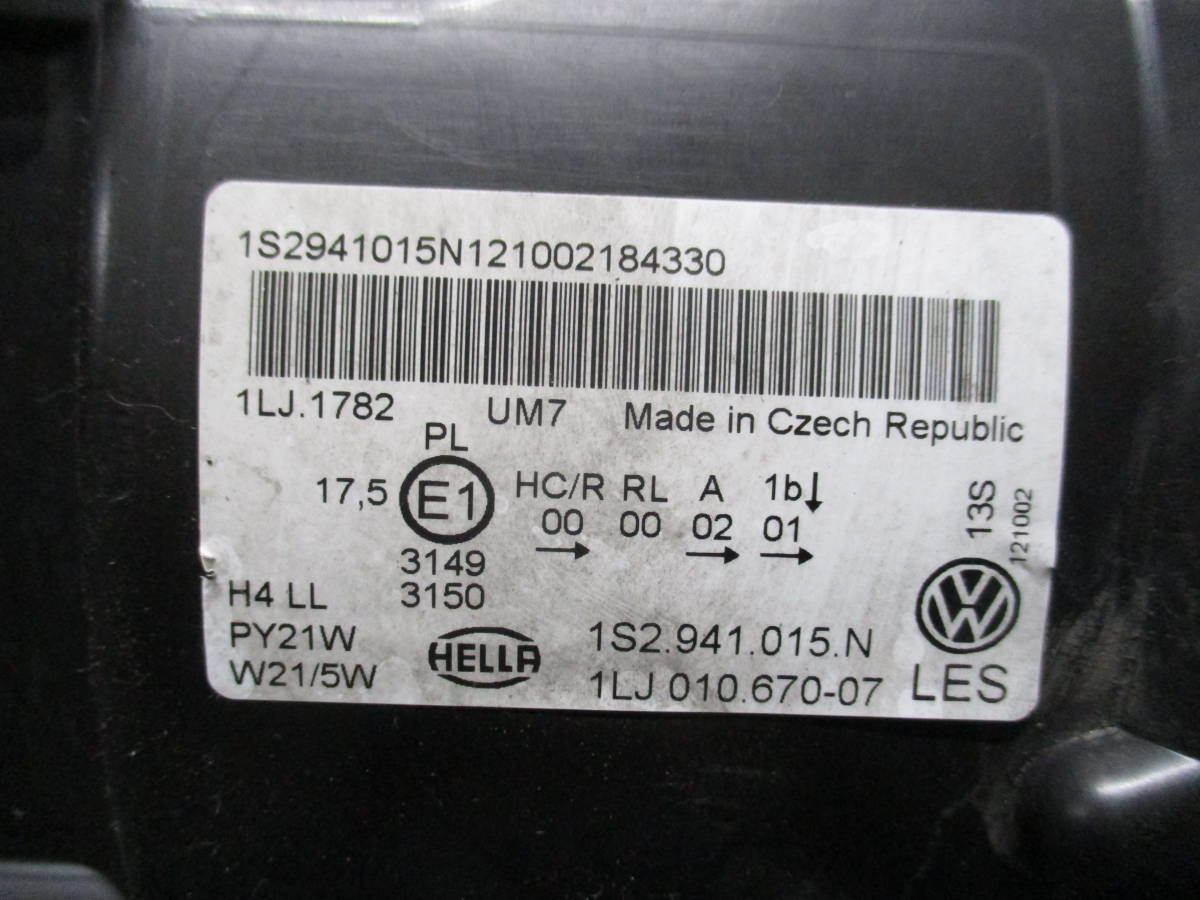 1S2941015N121002184330
1LJ.1782 UM7 Made in Czech Republic
PL
17,5 E1 HC/R RL A 1b↓
00 00 02 01
→ → →
3149
3150
H4 LL
PY21W
W21/5W
HELLA
1S2.941.015.N
1LJ 010.670-07
13S
121002
VW
LES